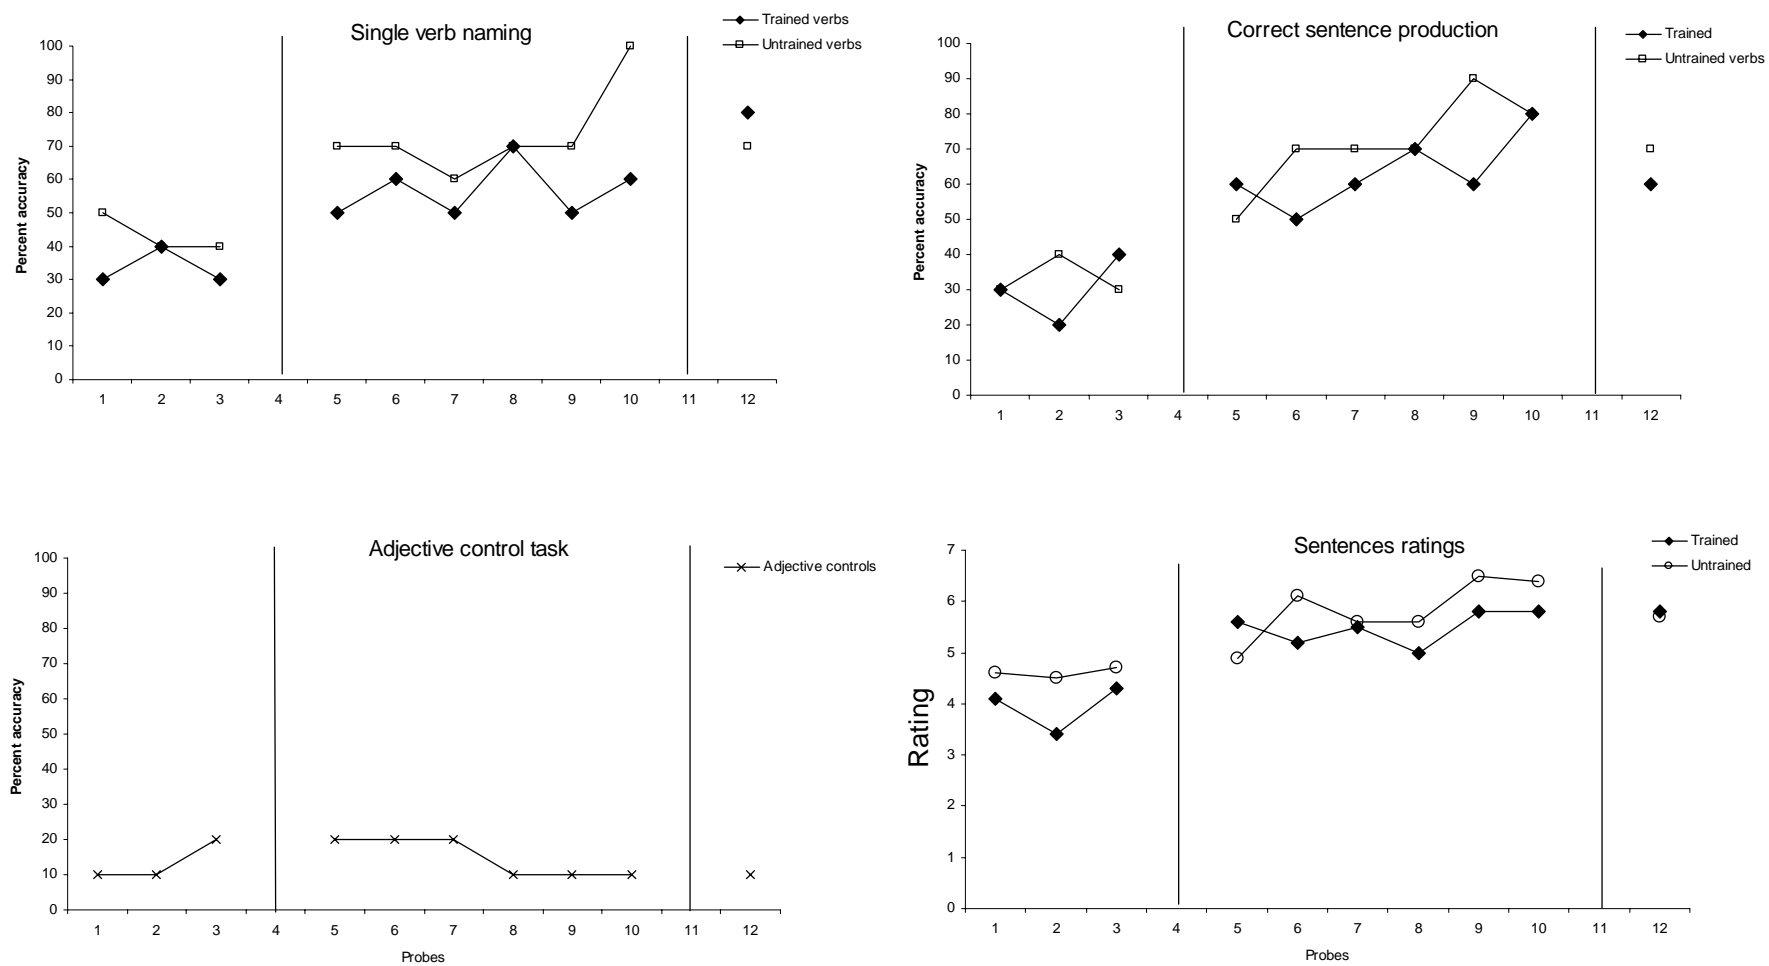 Single verb naming
Trained verbs
Untrained verbs
Percent accuracy
100
90
80
70
60
50
40
30
20
10
0
1 2 3 4 5 6 7 8 9 10 11 12
Correct sentence production
Trained
Untrained verbs
Percent accuracy
100
90
80
70
60
50
40
30
20
10
0
1 2 3 4 5 6 7 8 9 10 11 12
Adjective control task
Adjective controls
Percent accuracy
100
90
80
70
60
50
40
30
20
10
0
1 2 3 4 5 6 7 8 9 10 11 12
Probes
Sentences ratings
Trained
Untrained
Rating
7
6
5
4
3
2
1
0
1 2 3 4 5 6 7 8 9 10 11 12
Probes